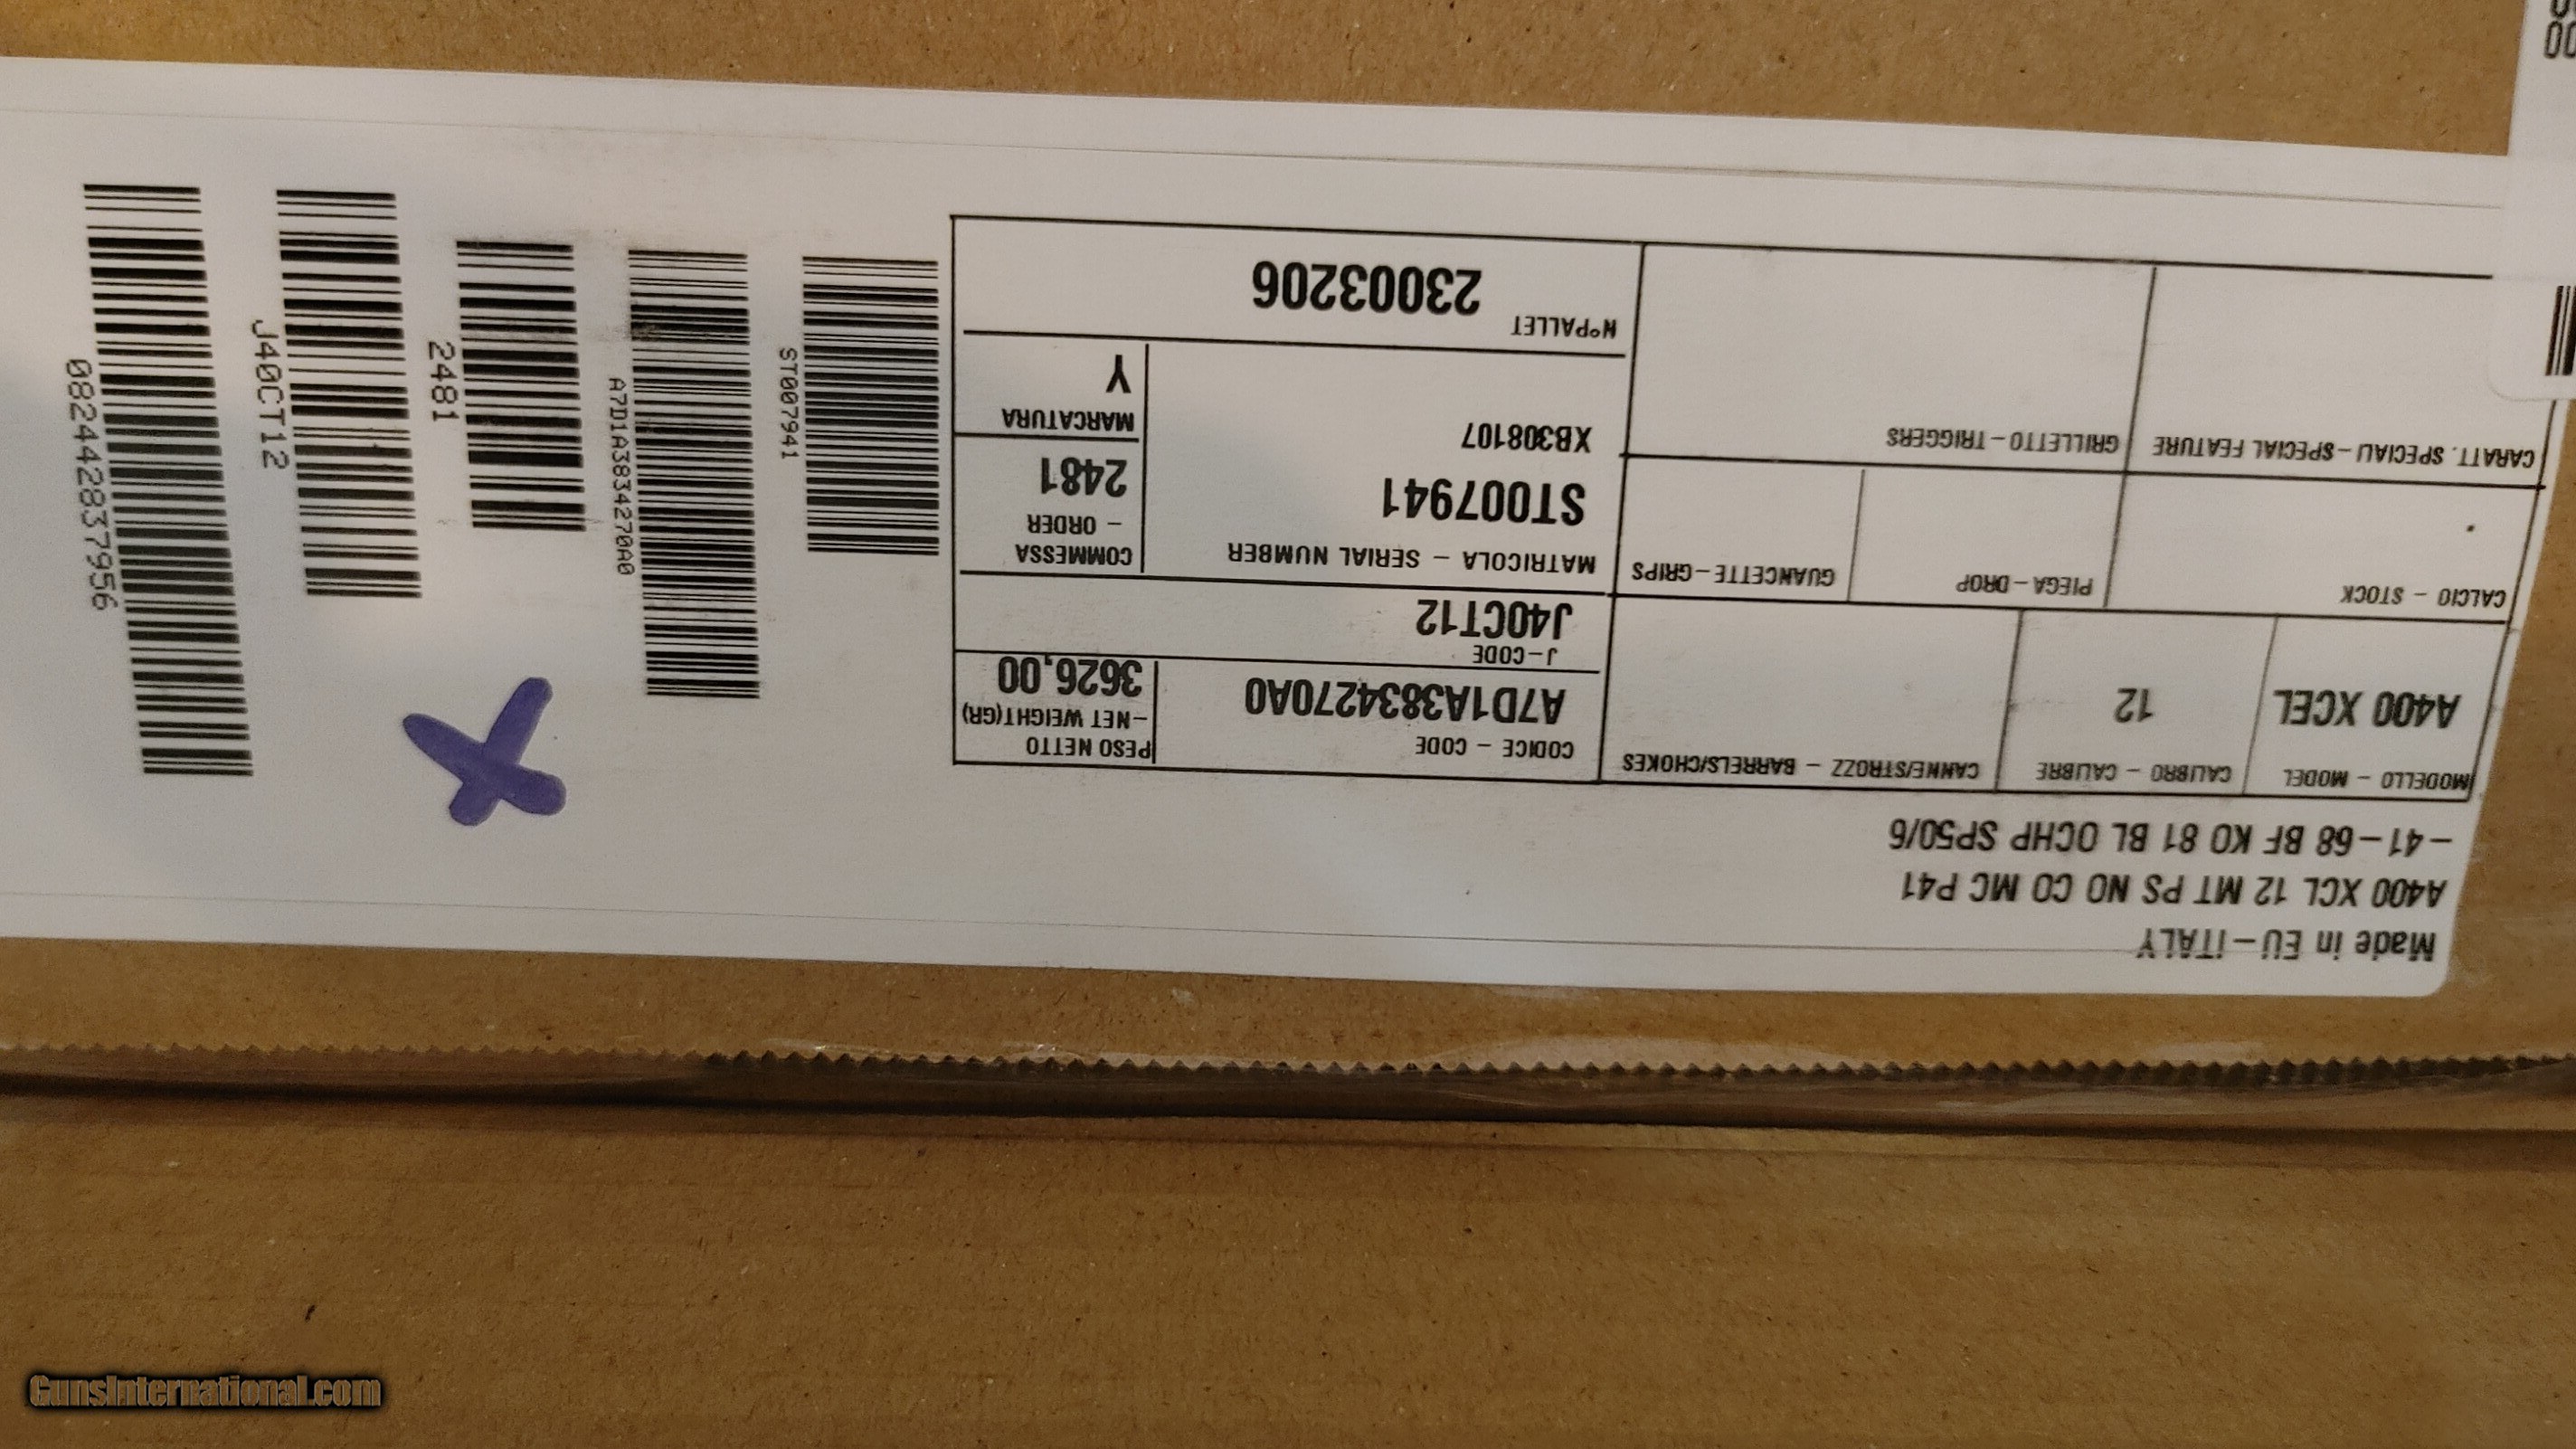 Made in EU-ITALY
A400 XCL 12 MT PS NO CO MC P41
-41-68 BF KO 81 BL OCHP SP50/6
MODELLO - MODEL
A400 XCEL
CALIBRO - CALIBRE
12
CANNE/STROZZ - BARRELS/CHOKES
CODICE - CODE
A7D1A3834270A0
PESO NETTO
-NET WEIGHT(GR)
3626,00
J-CODE
J40CT12
CALCIO - STOCK
PIEGA-DROP
GUANCETTE-GRIPS
MATRICOLA - SERIAL NUMBER
ST007941
XB308107
COMMESSA
- ORDER
2481
MARCATURA
Y
CARATT. SPECIALI-SPECIAL FEATURE
GRILLETTO-TRIGGERS
N°PALLET
23003206
ST007941
A7D1A3834270A0
2481
J40CT12
082442837956
GunsInternational.com